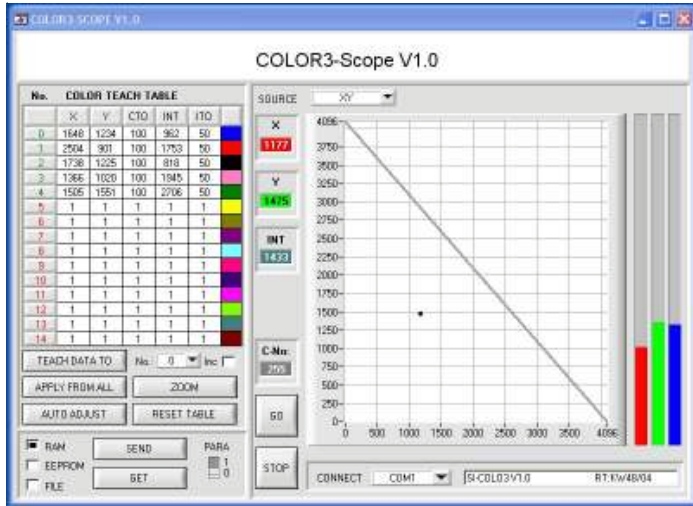 COLOR3-SCOPE V1.0
COLOR3-Scope V1.0
No. COLOR TEACH TABLE
X Y CTO INT ITO
0 1648 1234 100 962 50
1 2504 901 100 1753 50
2 1738 1225 100 818 50
3 1366 1020 100 1845 50
4 1505 1551 100 2706 50
5 1 1 1 1 1
6 1 1 1 1 1
7 1 1 1 1 1
8 1 1 1 1 1
9 1 1 1 1 1
10 1 1 1 1 1
11 1 1 1 1 1
12 1 1 1 1 1
13 1 1 1 1 1
14 1 1 1 1 1
TEACH DATA TO No.: 0 Inc
APPLY FROM ALL ZOOM
AUTO ADJUST RESET TABLE
RAM SEND PARA
EEPROM 1
FILE GET 0
SOURCE XY
X
1177
Y
1475
INT
1433
C-No:
255
GO
STOP
4096
3750
3500
3250
3000
2750
2500
2250
2000
1750
1500
1250
1000
750
500
250
0
0 500 1000 1500 2000 2500 3000 3500 4096
CONNECT COM1 SI-COLO3 V1.0 RT:KW48/04